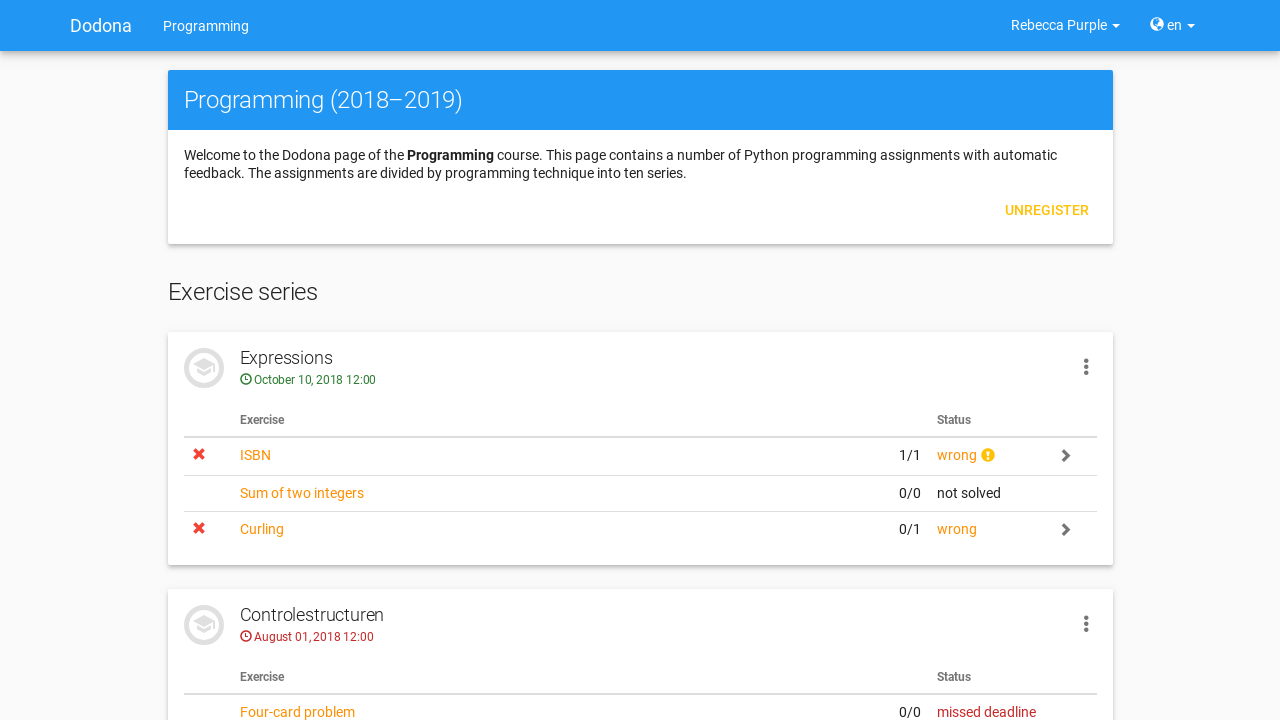 Dodona Programming Rebecca Purple en
Programming (2018–2019)
Welcome to the Dodona page of the Programming course. This page contains a number of Python programming assignments with automatic
feedback. The assignments are divided by programming technique into ten series.
UNREGISTER
Exercise series
Expressions
October 10, 2018 12:00
Exercise Status
ISBN 1/1 wrong
Sum of two integers 0/0 not solved
Curling 0/1 wrong
Controlestructuren
August 01, 2018 12:00
Exercise Status
Four-card problem 0/0 missed deadline